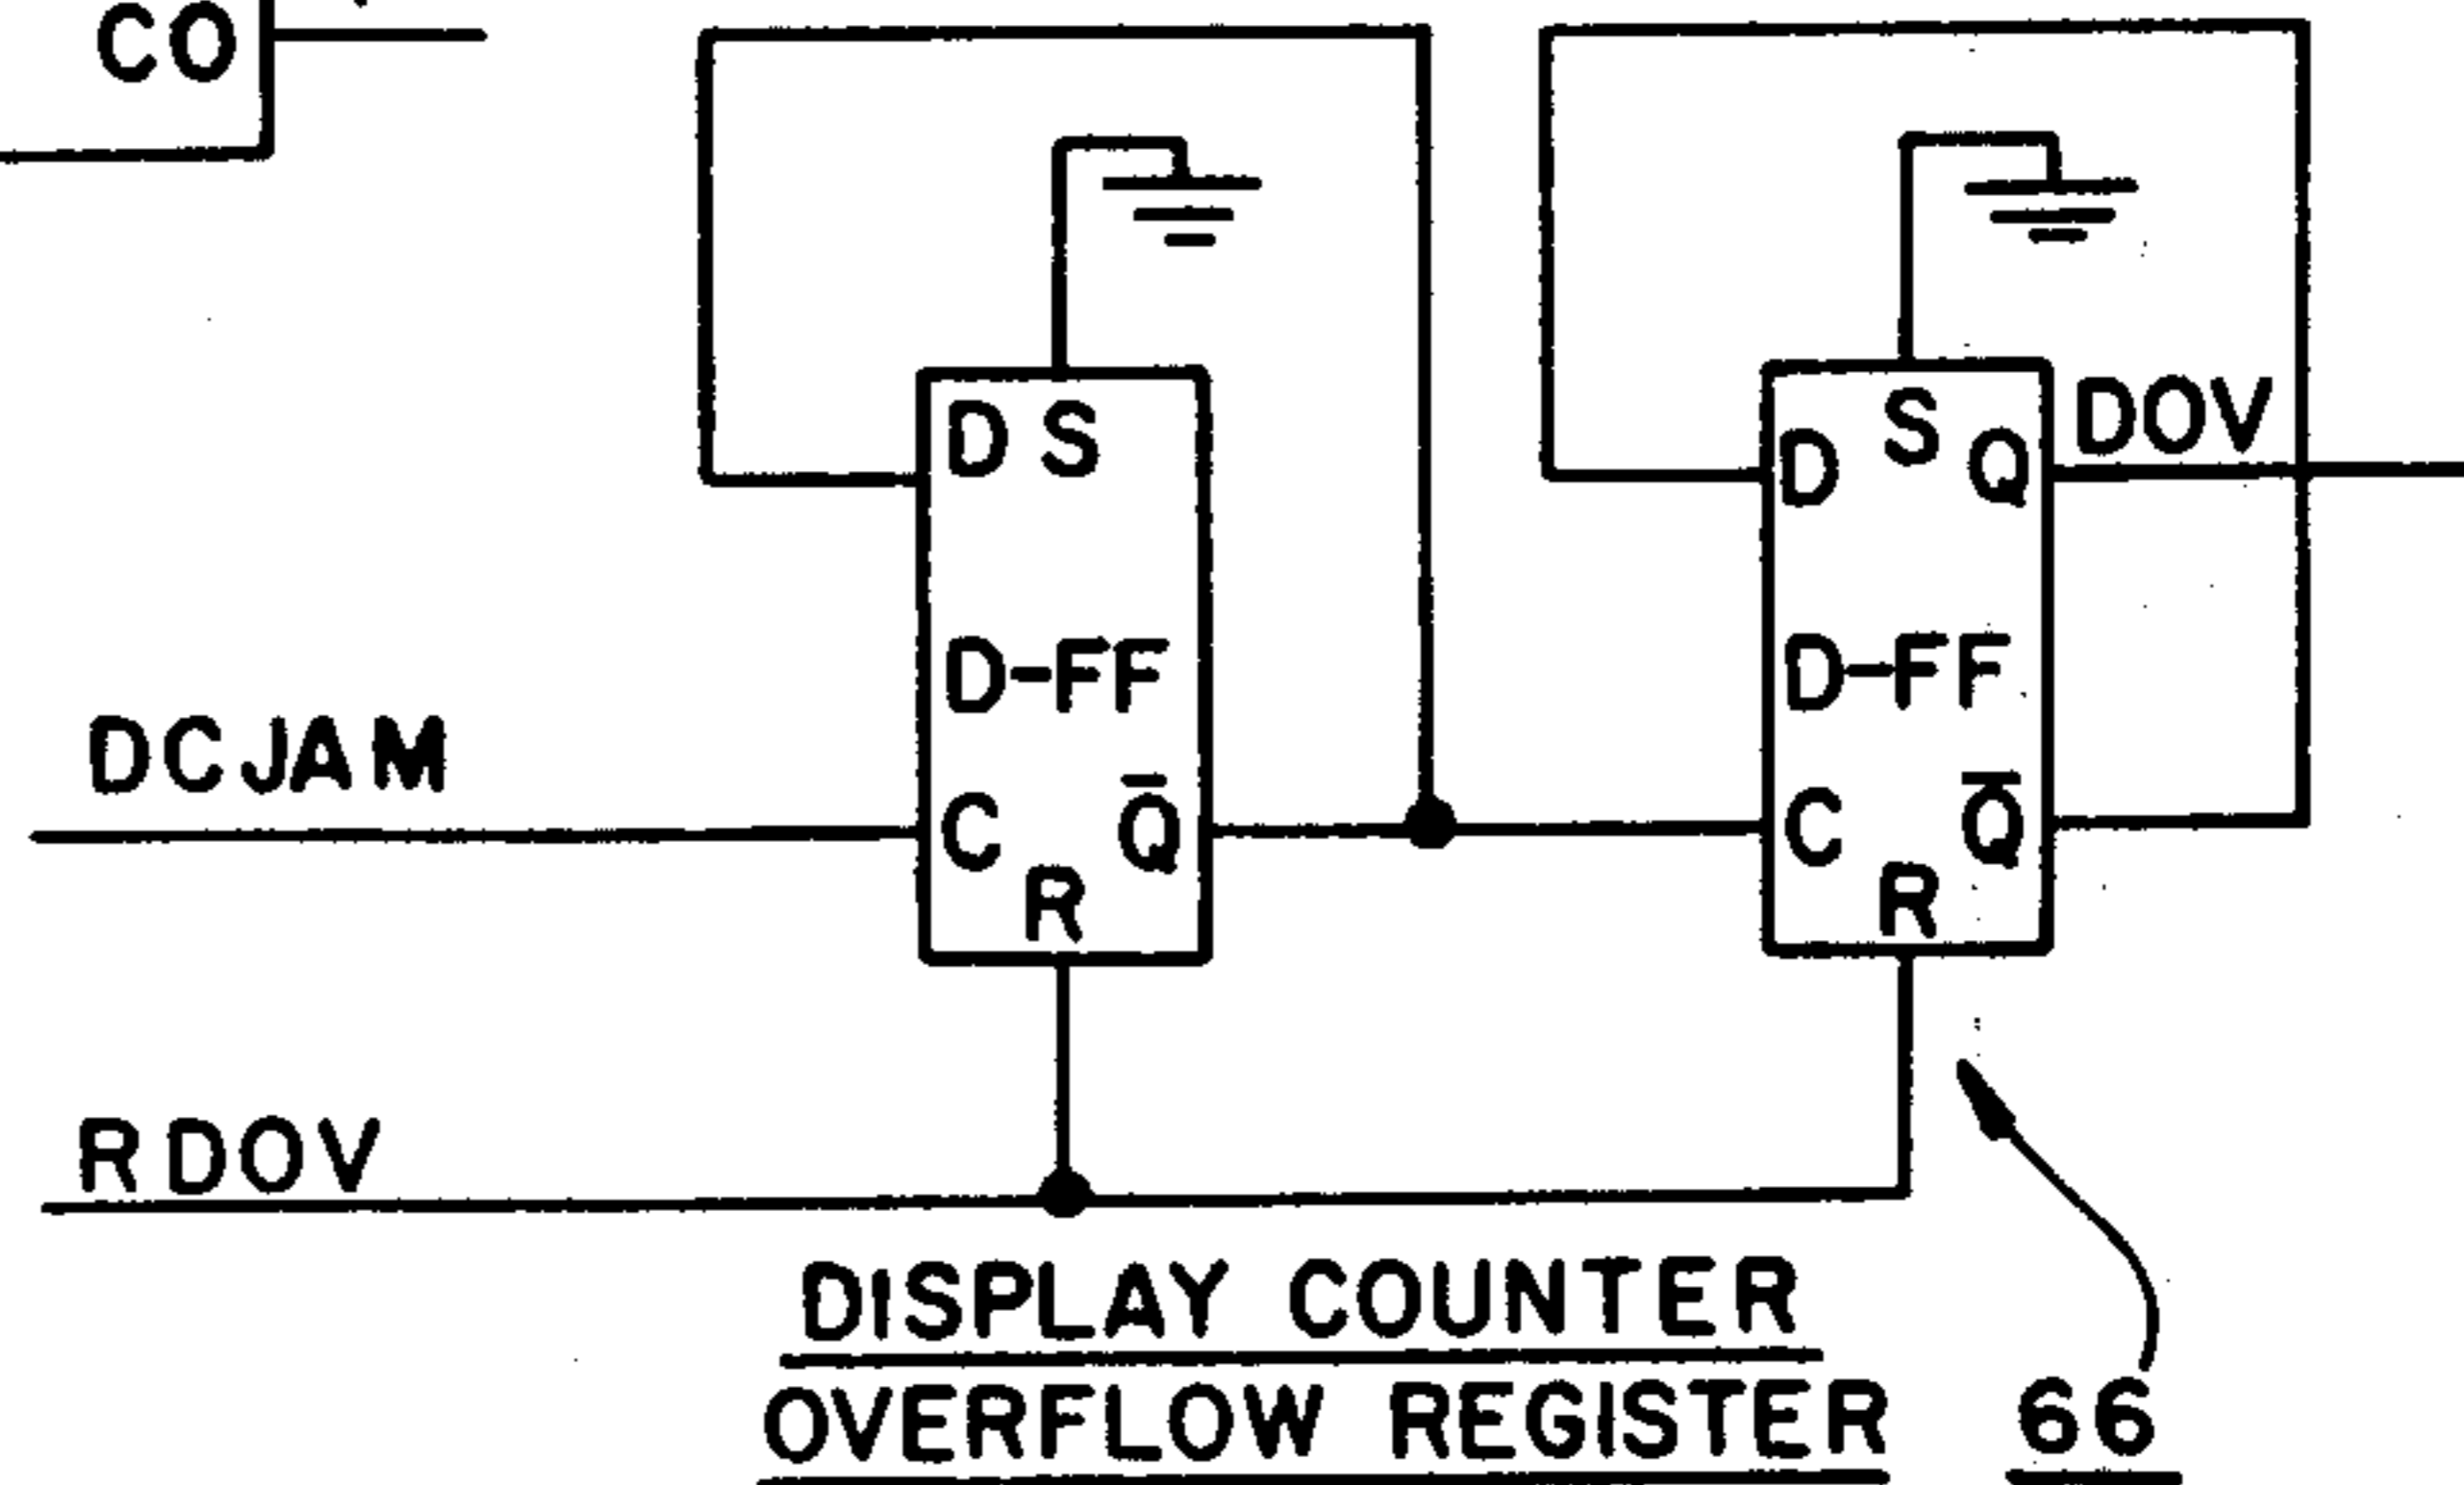 CO
D S
D-FF
C Q̅
R
D S Q
D-FF
C Q̅
R
DOV
DCJAM
RDOV
DISPLAY COUNTER
OVERFLOW REGISTER 66